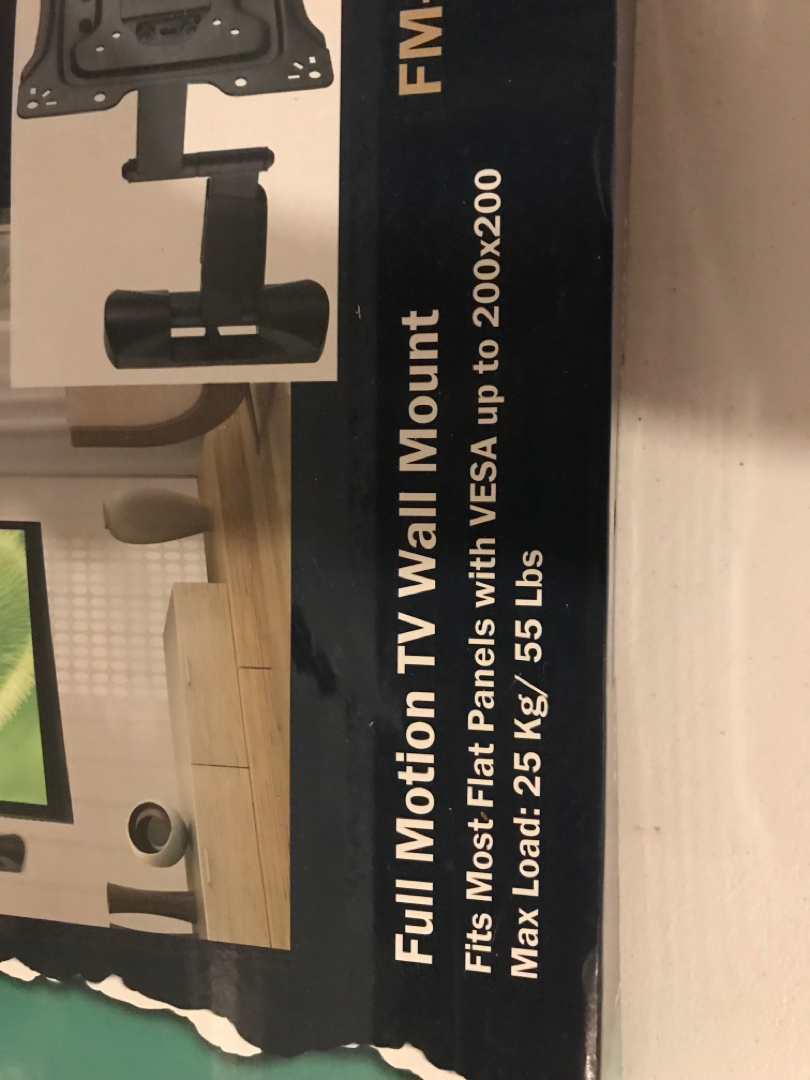 FM-
Full Motion TV Wall Mount
Fits Most Flat Panels with VESA up to 200x200
Max Load: 25 Kg/ 55 Lbs